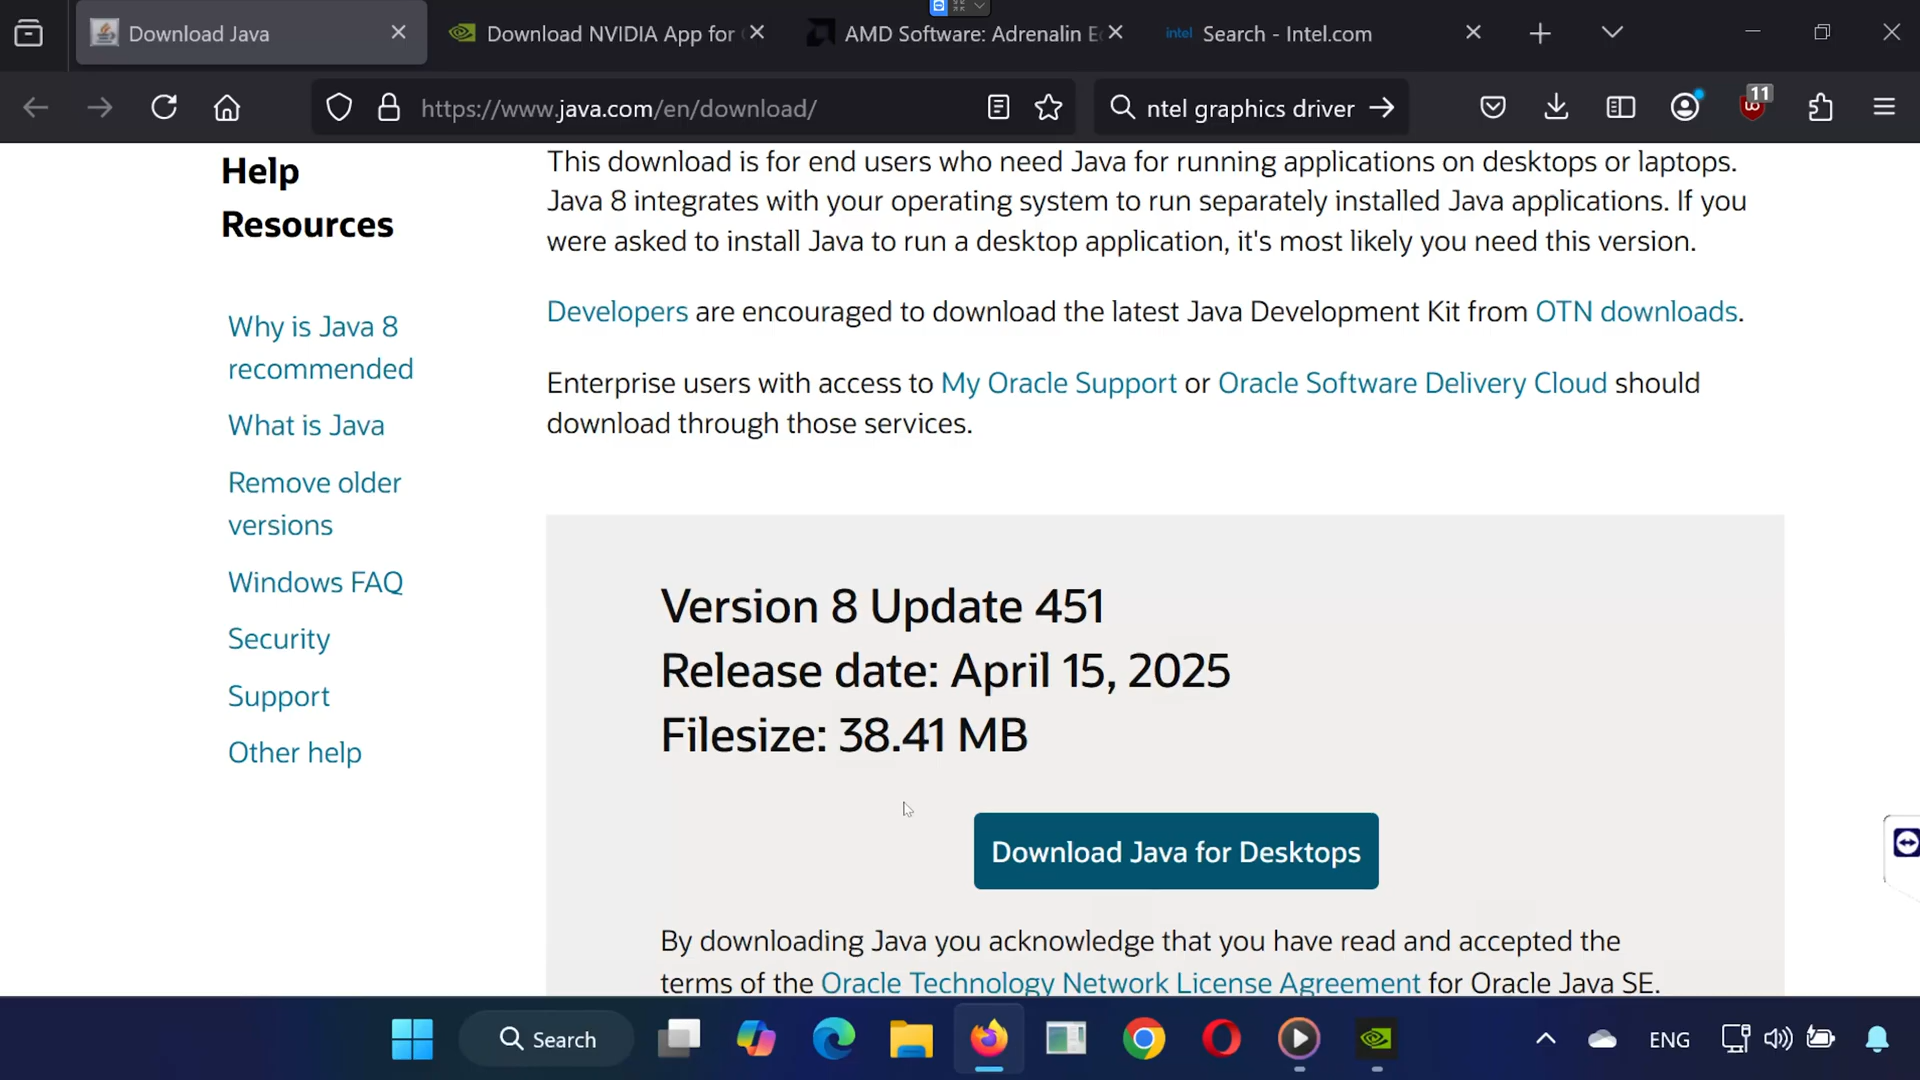 Download Java
Download NVIDIA App for
AMD Software: Adrenalin E
intel Search - Intel.com
https://www.java.com/en/download/
ntel graphics driver
11
Help
Resources
Why is Java 8
recommended
What is Java
Remove older
versions
Windows FAQ
Security
Support
Other help
This download is for end users who need Java for running applications on desktops or laptops.
Java 8 integrates with your operating system to run separately installed Java applications. If you
were asked to install Java to run a desktop application, it's most likely you need this version.
Developers are encouraged to download the latest Java Development Kit from OTN downloads.
Enterprise users with access to My Oracle Support or Oracle Software Delivery Cloud should
download through those services.
Version 8 Update 451
Release date: April 15, 2025
Filesize: 38.41 MB
Download Java for Desktops
By downloading Java you acknowledge that you have read and accepted the
terms of the Oracle Technology Network License Agreement for Oracle Java SE.
Search
ENG